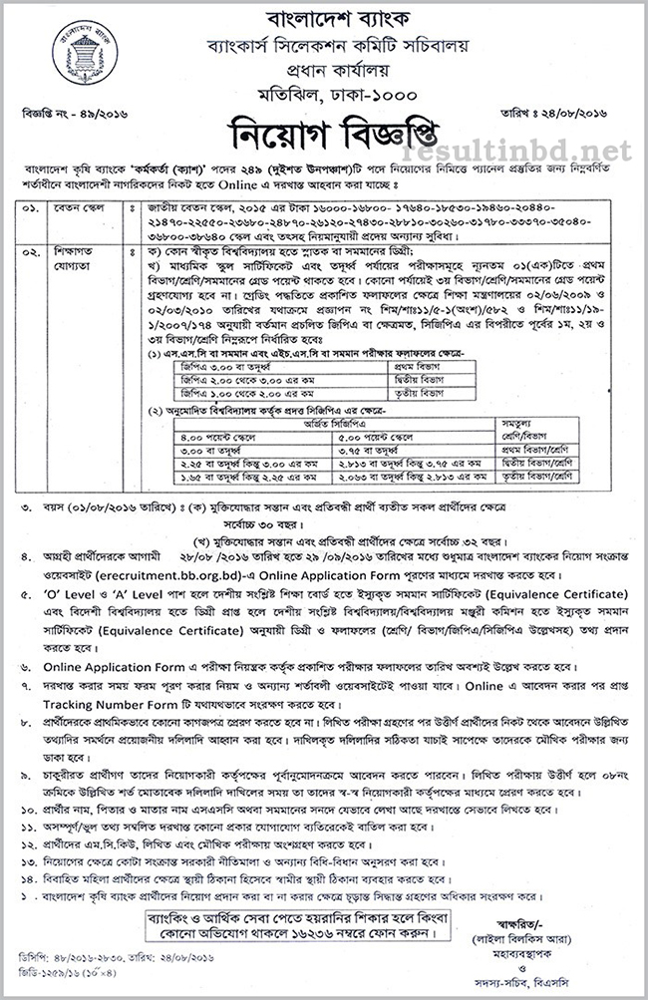 বাংলাদেশ ব্যাংক
ব্যাংকার্স সিলেকশন কমিটি সচিবালয়
প্রধান কার্যালয়
মতিঝিল, ঢাকা-১০০০
বিজ্ঞপ্তি নং - ৪৯/২০১৬
তারিখ : ২৪/০৮/২০১৬
নিয়োগ বিজ্ঞপ্তি
resultinbd.net
বাংলাদেশ কৃষি ব্যাংকে ‘কর্মকর্তা (ক্যাশ)’ পদের ২৪৯ (দুইশত ঊনপঞ্চাশ)টি পদে নিয়োগের নিমিত্তে প্যানেল প্রস্তুতির জন্য নিম্নবর্ণিত
শর্তাধীনে বাংলাদেশী নাগরিকদের নিকট হতে Online এ দরখাস্ত আহবান করা যাচ্ছে :
০১. বেতন স্কেল : জাতীয় বেতন স্কেল, ২০১৫ এর টাকা ১৬০০০-১৬৮০০- ১৭৬৪০-১৮৫৩০-১৯৪৬০-২০৪৪০-
২১৪৭০-২২৫৫০-২৩৬৮০-২৪৮৭০-২৬১২০-২৭৪৩০-২৮৮১০-৩০২৬০-৩১৭৮০-৩৩৩৭০-৩৫০৪০-
৩৬৮০০-৩৮৬৪০ স্কেল এবং তৎসহ নিয়মানুযায়ী প্রদেয় অন্যান্য সুবিধা।
০২. শিক্ষাগত যোগ্যতা : ক) কোন স্বীকৃত বিশ্ববিদ্যালয় হতে স্নাতক বা সমমানের ডিগ্রী;
খ) মাধ্যমিক স্কুল সার্টিফিকেট এবং তদূর্ধ্ব পর্যায়ের পরীক্ষাসমূহে ন্যূনতম ০১(এক)টিতে প্রথম
বিভাগ/শ্রেণি/সমমানের গ্রেড পয়েন্ট থাকতে হবে। কোনো পর্যায়েই ৩য় বিভাগ/শ্রেণি/সমমানের গ্রেড পয়েন্ট
গ্রহণযোগ্য হবে না। গ্রেডিং পদ্ধতিতে প্রকাশিত ফলাফলের ক্ষেত্রে শিক্ষা মন্ত্রণালয়ের ০২/০৬/২০০৯ ও
০২/০৩/২০১০ তারিখের যথাক্রমে প্রজ্ঞাপন নং শিম/শাঃ১১/৫-১(অংশ)/৫৮২ ও শিম/শাঃ১১/১৯-
১/২০০৭/১৭৪ অনুযায়ী বর্তমান প্রচলিত জিপিএ বা ক্ষেত্রমত, সিজিপিএ এর বিপরীতে পূর্বের ১ম, ২য় ও
৩য় বিভাগ/শ্রেণি নিম্নরূপে নির্ধারিত হবেঃ
(১) এস.এস.সি বা সমমান এবং এইচ.এস.সি বা সমমান পরীক্ষার ফলাফলের ক্ষেত্রে-
জিপিএ ৩.০০ বা তদূর্ধ্ব প্রথম বিভাগ
জিপিএ ২.০০ থেকে ৩.০০ এর কম দ্বিতীয় বিভাগ
জিপিএ ১.০০ থেকে ২.০০ এর কম তৃতীয় বিভাগ
(২) অনুমোদিত বিশ্ববিদ্যালয় কর্তৃক প্রদত্ত সিজিপিএ এর ক্ষেত্রে-
অর্জিত সিজিপিএ সমতুল্য
৪.০০ পয়েন্ট স্কেলে ৫.০০ পয়েন্ট স্কেলে শ্রেণি/বিভাগ
৩.০০ বা তদূর্ধ্ব ৩.৭৫ বা তদূর্ধ্ব প্রথম বিভাগ/শ্রেণি
২.২৫ বা তদূর্ধ্ব কিন্তু ৩.০০ এর কম ২.৮১৩ বা তদূর্ধ্ব কিন্তু ৩.৭৫ এর কম দ্বিতীয় বিভাগ/শ্রেণি
১.৬৫ বা তদূর্ধ্ব কিন্তু ২.২৫ এর কম ২.০৬৩ বা তদূর্ধ্ব কিন্তু ২.৮১৩ এর কম তৃতীয় বিভাগ/শ্রেণি
৩. বয়স (০১/০৮/২০১৬ তারিখে) : (ক) মুক্তিযোদ্ধার সন্তান এবং প্রতিবন্ধী প্রার্থী ব্যতীত সকল প্রার্থীদের ক্ষেত্রে
সর্বোচ্চ ৩০ বছর।
(খ) মুক্তিযোদ্ধার সন্তান এবং প্রতিবন্ধী প্রার্থীদের ক্ষেত্রে সর্বোচ্চ ৩২ বছর।
৪. আগ্রহী প্রার্থীদেরকে আগামী ২৮/০৮ /২০১৬ তারিখ হতে ২৯ /০৯/২০১৬ তারিখের মধ্যে শুধুমাত্র বাংলাদেশ ব্যাংকের নিয়োগ সংক্রান্ত
ওয়েবসাইট (erecruitment.bb.org.bd)-এ Online Application Form পূরণের মাধ্যমে দরখাস্ত করতে হবে।
৫. ‘O’ Level ও ‘A’ Level পাশ হলে দেশীয় সংশ্লিষ্ট শিক্ষা বোর্ড হতে ইস্যুকৃত সমমান সার্টিফিকেট (Equivalence Certificate)
এবং বিদেশী বিশ্ববিদ্যালয় হতে ডিগ্রি প্রাপ্ত হলে দেশীয় সংশ্লিষ্ট বিশ্ববিদ্যালয়/বিশ্ববিদ্যালয় মঞ্জুরী কমিশন হতে ইস্যুকৃত সমমান
সার্টিফিকেট (Equivalence Certificate) অনুযায়ী ডিগ্রি ও ফলাফলের (শ্রেণি/ বিভাগ/জিপিএ/সিজিপিএ উল্লেখসহ) তথ্য প্রদান
করতে হবে।
৬. Online Application Form এ পরীক্ষা নিয়ন্ত্রক কর্তৃক প্রকাশিত পরীক্ষার ফলাফলের তারিখ অবশ্যই উল্লেখ করতে হবে।
৭. দরখাস্ত করার সময় ফরম পূরণ করার নিয়ম ও অন্যান্য শর্তাবলী ওয়েবসাইটেই পাওয়া যাবে। Online এ আবেদন করার পর প্রাপ্ত
Tracking Number Form টি যথাযথভাবে সংরক্ষণ করতে হবে।
৮. প্রার্থীদেরকে প্রাথমিকভাবে কোনো কাগজপত্র প্রেরণ করতে হবে না। লিখিত পরীক্ষা গ্রহণের পর উত্তীর্ণ প্রার্থীদের নিকট থেকে আবেদনে উল্লিখিত
তথ্যাদির সমর্থনে প্রয়োজনীয় দলিলাদি আহ্বান করা হবে। দাখিলকৃত দলিলাদির সঠিকতা যাচাই সাপেক্ষে তাদেরকে মৌখিক পরীক্ষার জন্য
ডাকা হবে।
৯. চাকুরীরত প্রার্থীগণ তাদের নিয়োগকারী কর্তৃপক্ষের পূর্বানুমোদনক্রমে আবেদন করতে পারবেন। লিখিত পরীক্ষায় উত্তীর্ণ হলে ০৮নং
ক্রমিকে উল্লিখিত শর্ত মোতাবেক দলিলাদি দাখিলের সময় তা তাদের স্ব-স্ব নিয়োগকারী কর্তৃপক্ষের মাধ্যমে প্রেরণ করতে হবে।
১০. প্রার্থীর নাম, পিতার ও মাতার নাম এসএসসি অথবা সমমানের সনদে যেভাবে লেখা আছে দরখাস্তে সেভাবে লিখতে হবে।
১১. অসম্পূর্ণ/ভুল তথ্য সম্বলিত দরখাস্ত কোনো প্রকার যোগাযোগ ব্যতিরেকেই বাতিল করা হবে।
১২. প্রার্থীদের এম.সি.কিউ, লিখিত এবং মৌখিক পরীক্ষায় অংশগ্রহণ করতে হবে।
১৩. নিয়োগের ক্ষেত্রে কোটা সংক্রান্ত সরকারী নীতিমালা ও অন্যান্য বিধি-বিধান অনুসরণ করা হবে।
১৪. বিবাহিত মহিলা প্রার্থীদের ক্ষেত্রে স্থায়ী ঠিকানা হিসেবে স্বামীর স্থায়ী ঠিকানা ব্যবহার করতে হবে।
১ . বাংলাদেশ কৃষি ব্যাংক প্রার্থীদের নিয়োগ প্রদান করা বা না করার ক্ষেত্রে চূড়ান্ত সিদ্ধান্ত গ্রহণের অধিকার সংরক্ষণ করে।
ব্যাংকিং ও আর্থিক সেবা পেতে হয়রানির শিকার হলে কিংবা
কোনো অভিযোগ থাকলে ১৬২৩৬ নম্বরে ফোন করুন।
স্বাক্ষরিত/-
(লাইলা বিলকিস আরা)
মহাব্যবস্থাপক
ও
সদস্য-সচিব, বিএসসি
ডিসিপি: ৪৮/২০১৬-২৮৩০, তারিখ: ২৪/০৮/২০১৬
জিডি-১২৫৯/১৬ (১০"×৪)